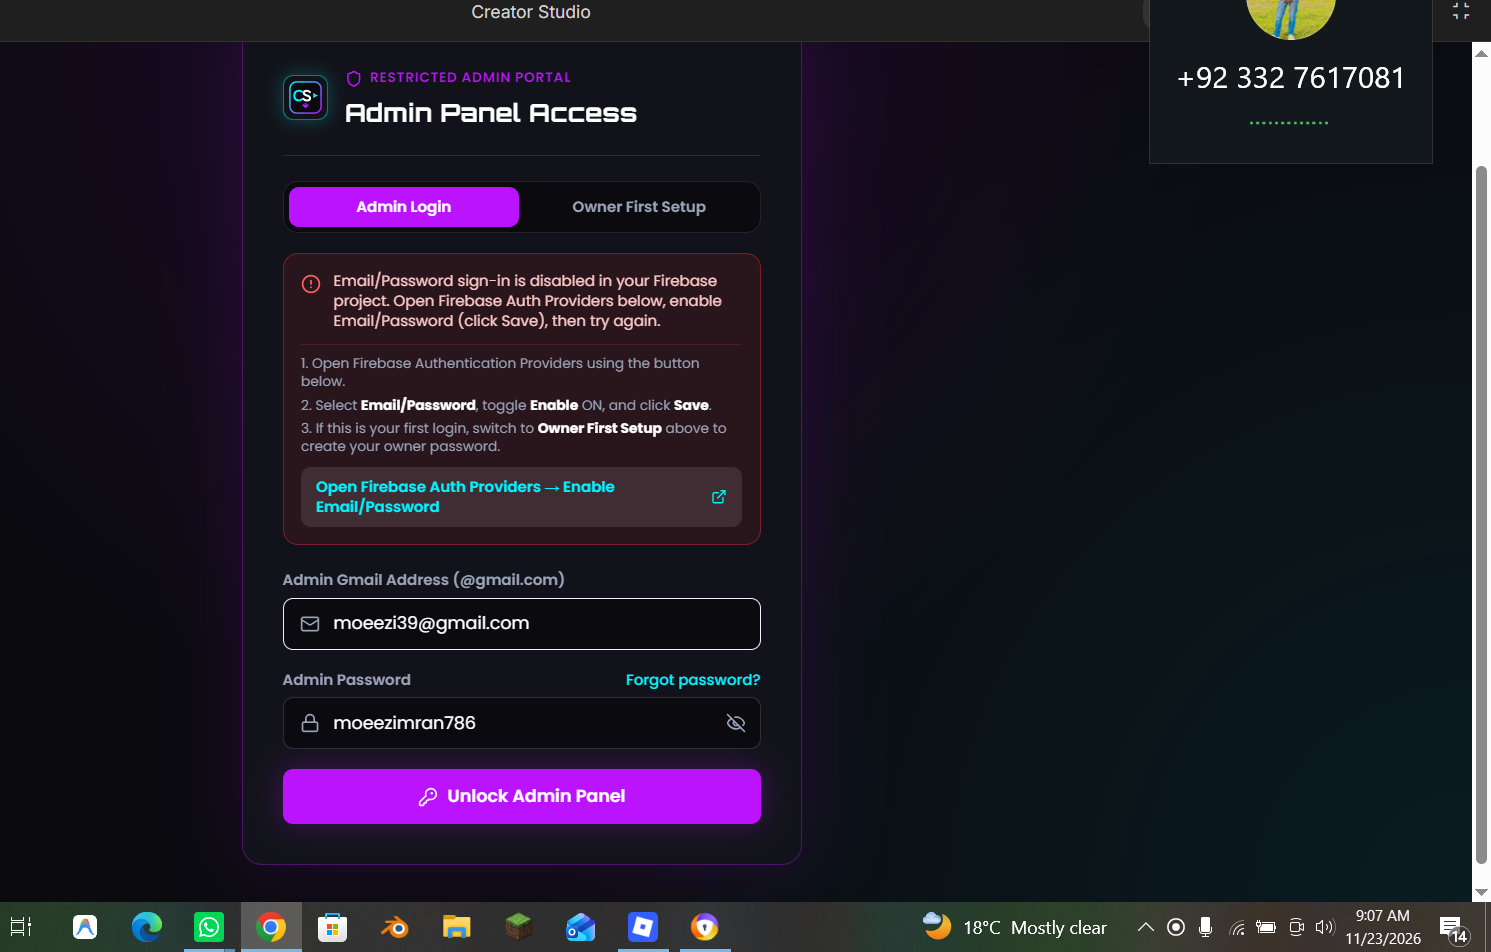 Creator Studio
+92 332 7617081
CS
RESTRICTED ADMIN PORTAL
Admin Panel Access
Admin Login
Owner First Setup
Email/Password sign-in is disabled in your Firebase
project. Open Firebase Auth Providers below, enable
Email/Password (click Save), then try again.
1. Open Firebase Authentication Providers using the button
below.
2. Select Email/Password, toggle Enable ON, and click Save.
3. If this is your first login, switch to Owner First Setup above to
create your owner password.
Open Firebase Auth Providers → Enable
Email/Password
Admin Gmail Address (@gmail.com)
moeezi39@gmail.com
Admin Password
Forgot password?
moeezimran786
Unlock Admin Panel
18°C Mostly clear
9:07 AM
11/23/2026
14